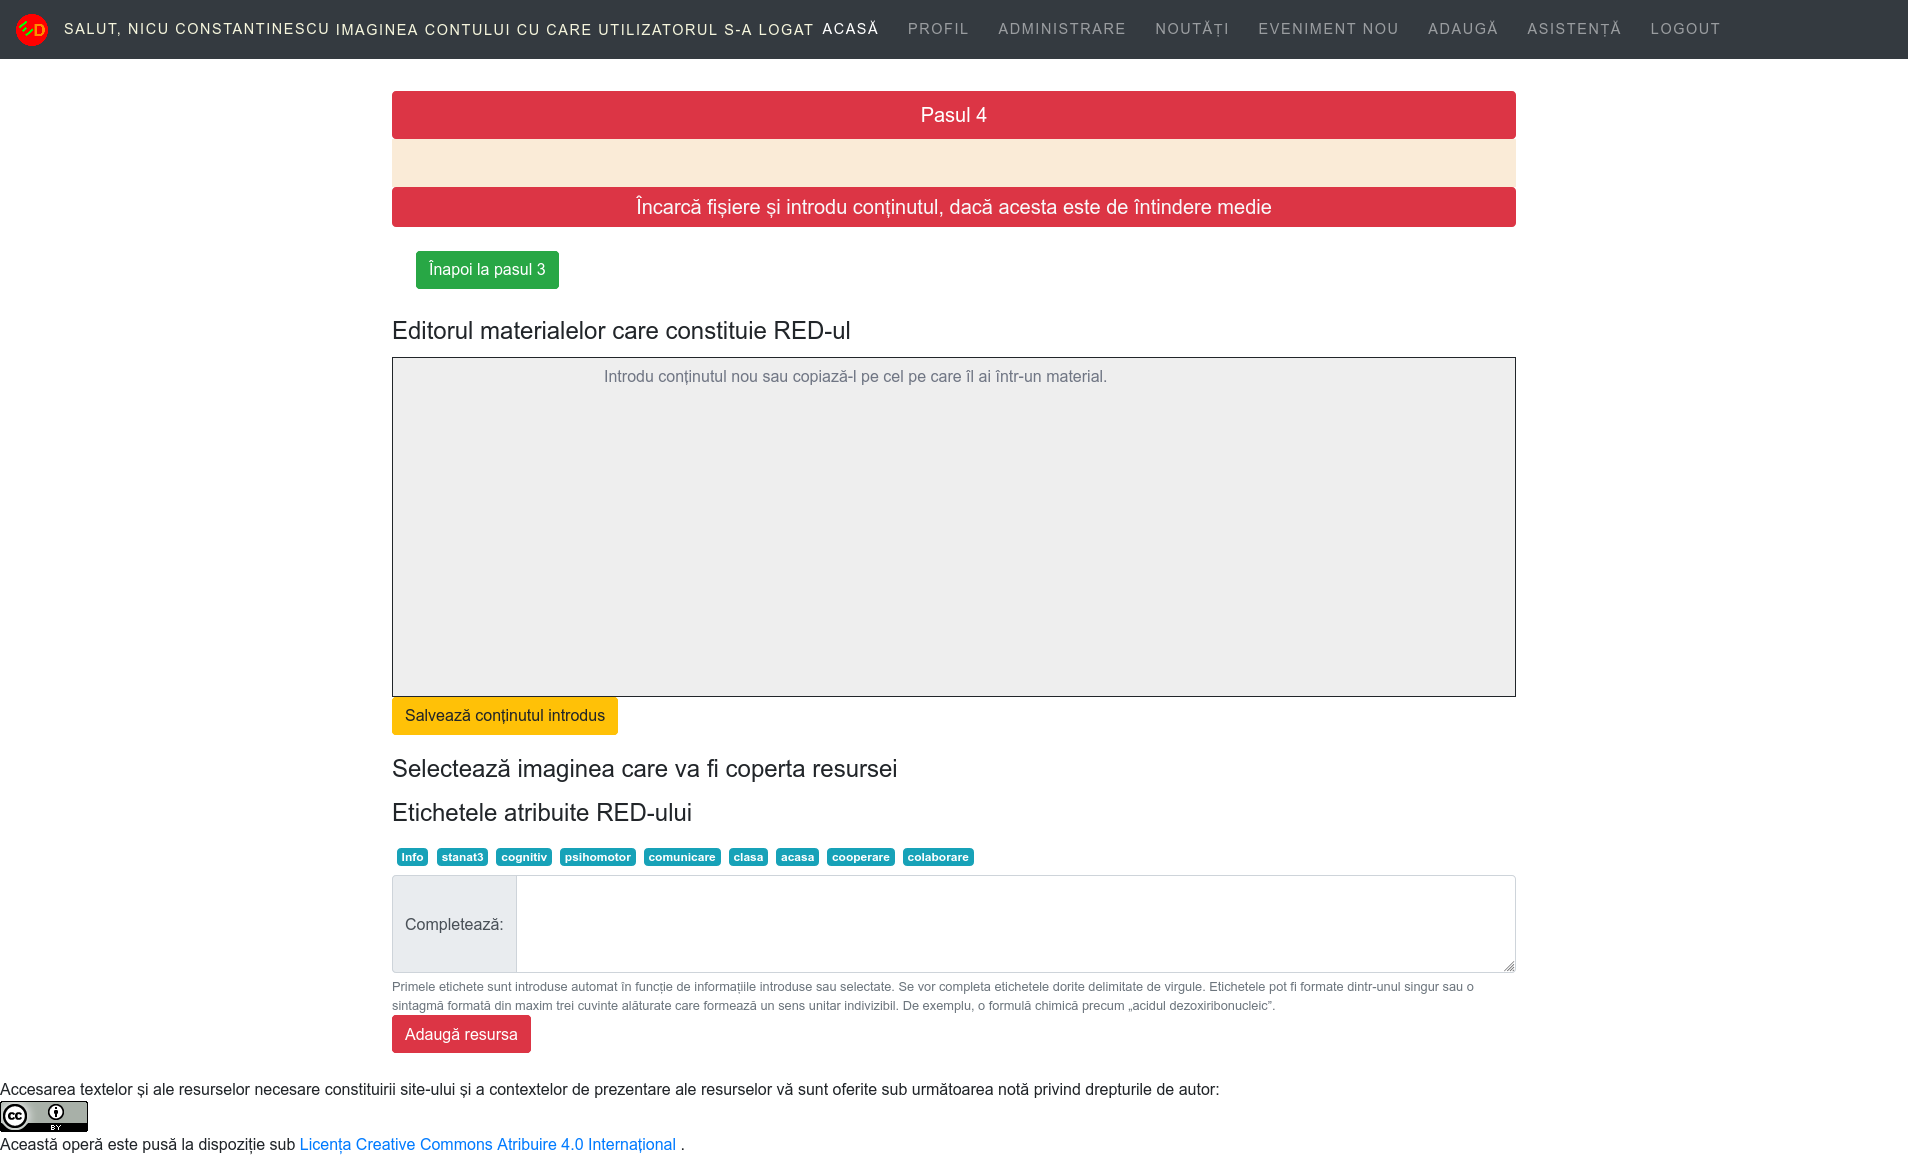 SALUT, NICU CONSTANTINESCU IMAGINEA CONTULUI CU CARE UTILIZATORUL S-A LOGAT ACASĂ PROFIL ADMINISTRARE NOUTĂȚI EVENIMENT NOU ADAUGĂ ASISTENȚĂ LOGOUT
Pasul 4
Încarcă fișiere și introdu conținutul, dacă acesta este de întindere medie
Înapoi la pasul 3
Editorul materialelor care constituie RED-ul
Introdu conținutul nou sau copiază-l pe cel pe care îl ai într-un material.
Salvează conținutul introdus
Selectează imaginea care va fi coperta resursei
Etichetele atribuite RED-ului
Info stanat3 cognitiv psihomotor comunicare clasa acasa cooperare colaborare
Completează:
Primele etichete sunt introduse automat în funcție de informațiile introduse sau selectate. Se vor completa etichetele dorite delimitate de virgule. Etichetele pot fi formate dintr-unul singur sau o
sintagmă formată din maxim trei cuvinte alăturate care formează un sens unitar indivizibil. De exemplu, o formulă chimică precum „acidul dezoxiribonucleic”.
Adaugă resursa
Accesarea textelor și ale resurselor necesare constituirii site-ului și a contextelor de prezentare ale resurselor vă sunt oferite sub următoarea notă privind drepturile de autor:
cc BY
Această operă este pusă la dispoziție sub Licența Creative Commons Atribuire 4.0 Internațional .